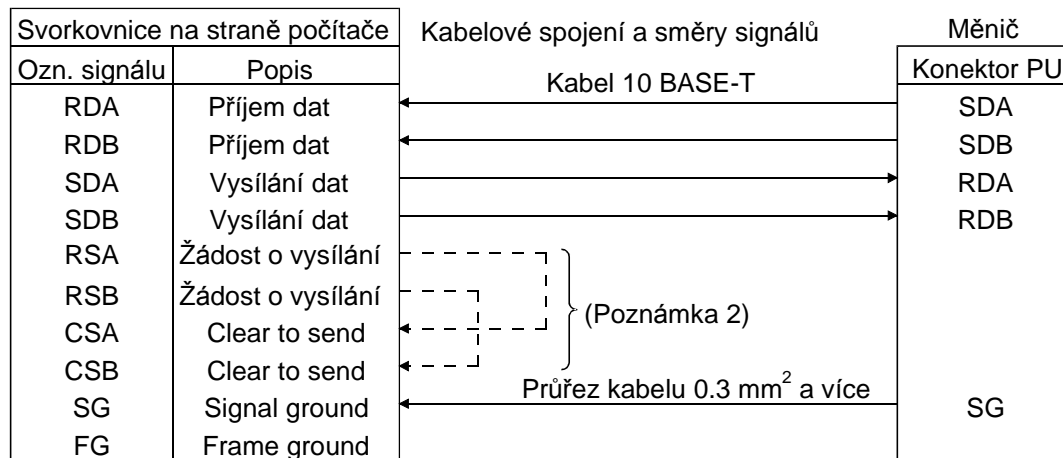 Svorkovnice na straně počítače Kabelové spojení a směry signálů Měnič
Ozn. signálu Popis Kabel 10 BASE-T Konektor PU
RDA Příjem dat SDA
RDB Příjem dat SDB
SDA Vysílání dat RDA
SDB Vysílání dat RDB
RSA Žádost o vysílání
RSB Žádost o vysílání (Poznámka 2)
CSA Clear to send
CSB Clear to send
SG Signal ground Průřez kabelu 0.3 mm² a více SG
FG Frame ground